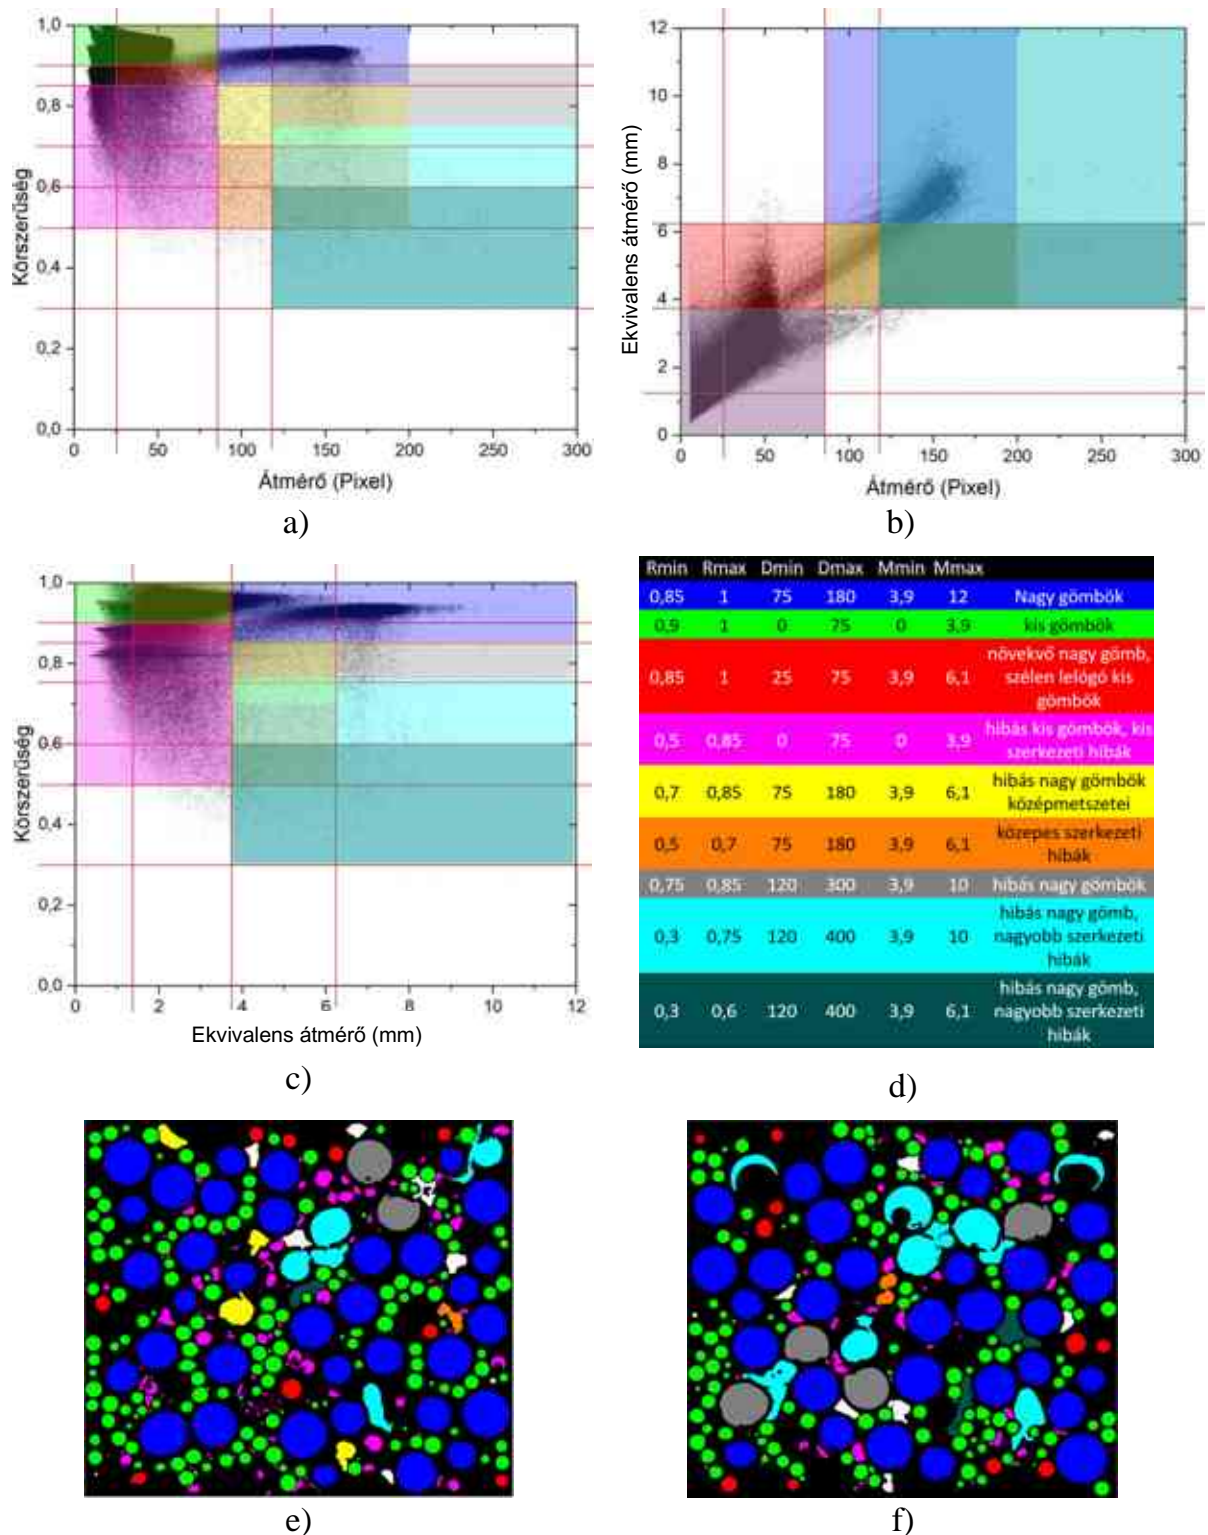 1,0
0,8
0,6
0,4
0,2
0,0
Körszerűség
0 50 100 150 200 250 300
Átmérő (Pixel)
a)
12
10
8
6
4
2
0
Ekvivalens átmérő (mm)
0 50 100 150 200 250 300
Átmérő (Pixel)
b)
1,0
0,8
0,6
0,4
0,2
0,0
Körszerűség
0 2 4 6 8 10 12
Ekvivalens átmérő (mm)
c)
Rmin Rmax Dmin Dmax Mmin Mmax
0,85 1 75 180 3,9 12 Nagy gömbök
0,9 1 0 75 0 3,9 kis gömbök
növekvő nagy gömb,
0,85 1 25 75 3,9 6,1 szélen lelógó kis
gömbök
0,5 0,85 0 75 0 3,9 hibás kis gömbök, kis
szerkezeti hibák
0,7 0,85 75 180 3,9 6,1 hibás nagy gömbök
középmetszetei
0,5 0,7 75 180 3,9 6,1 közepes szerkezeti
hibák
0,75 0,85 120 300 3,9 10 hibás nagy gömbök
hibás nagy gömb,
0,3 0,75 120 400 3,9 10 nagyobb szerkezeti
hibák
hibás nagy gömb,
0,3 0,6 120 400 3,9 6,1 nagyobb szerkezeti
hibák
d)
e)
f)